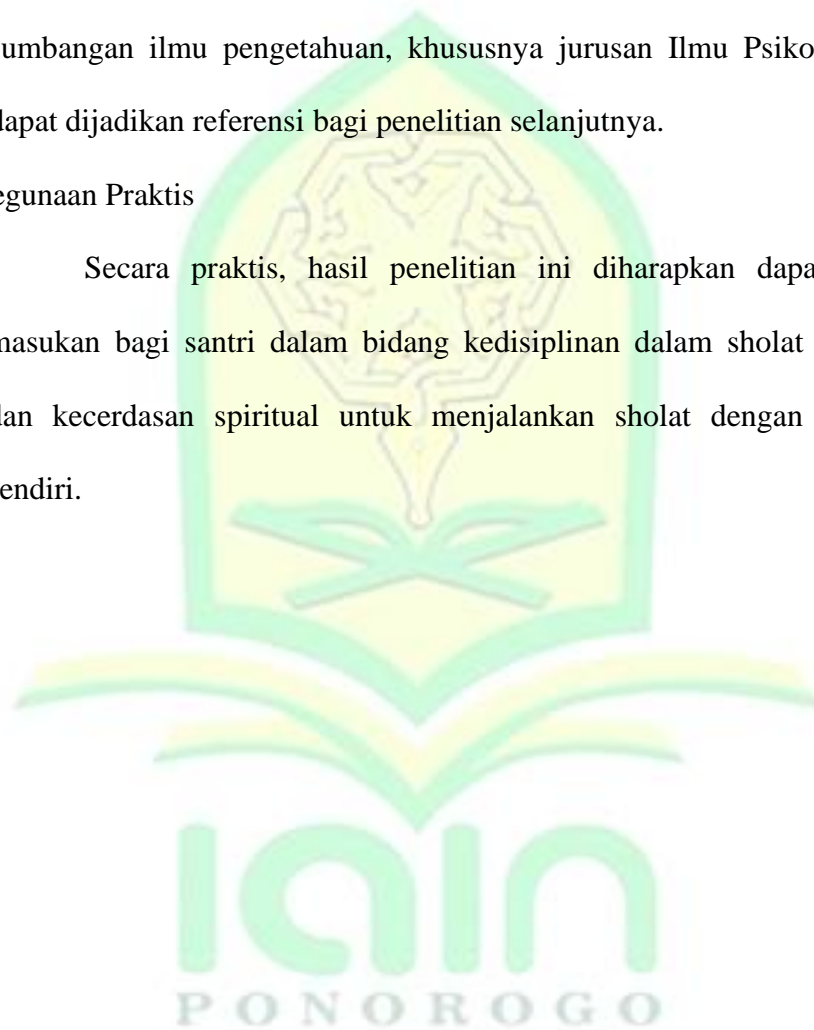 umbangan ilmu pengetahuan, khususnya jurusan Ilmu Psiko
dapat dijadikan referensi bagi penelitian selanjutnya.
egunaan Praktis
Secara praktis, hasil penelitian ini diharapkan dapa
masukan bagi santri dalam bidang kedisiplinan dalam sholat
dan kecerdasan spiritual untuk menjalankan sholat dengan
endiri.
iain
PONOROGO